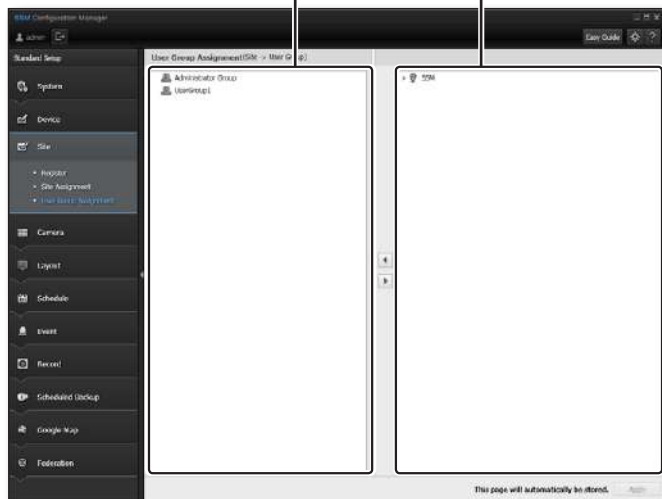 SSM Configuration Manager
admin
Easy Guide
?
Standard Setup
User Group Assignment(Site -> User Group)
System
Device
Site
Register
Site Assignment
User Group Assignment
Camera
Layout
Schedule
Event
Record
Scheduled Backup
Google Map
Federation
Administrator Group
UserGroup1
SSM
This page will automatically be stored.
Apply